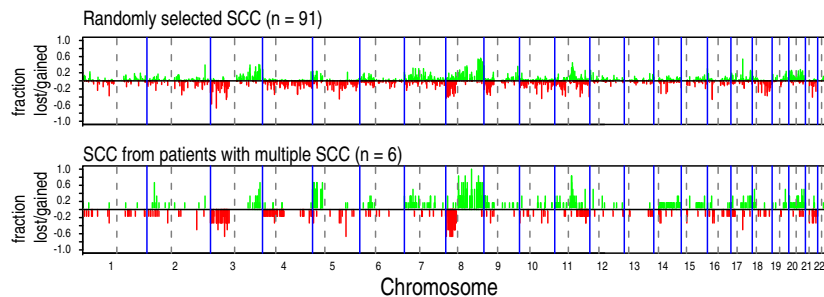 Randomly selected SCC (n = 91)
fraction
lost/gained
1.0
0.6
0.2
-0.2
-0.6
-1.0
SCC from patients with multiple SCC (n = 6)
fraction
lost/gained
1.0
0.6
0.2
-0.2
-0.6
-1.0
1 2 3 4 5 6 7 8 9 10 11 12 13 14 15 16 17 18 19 20 21 22
Chromosome